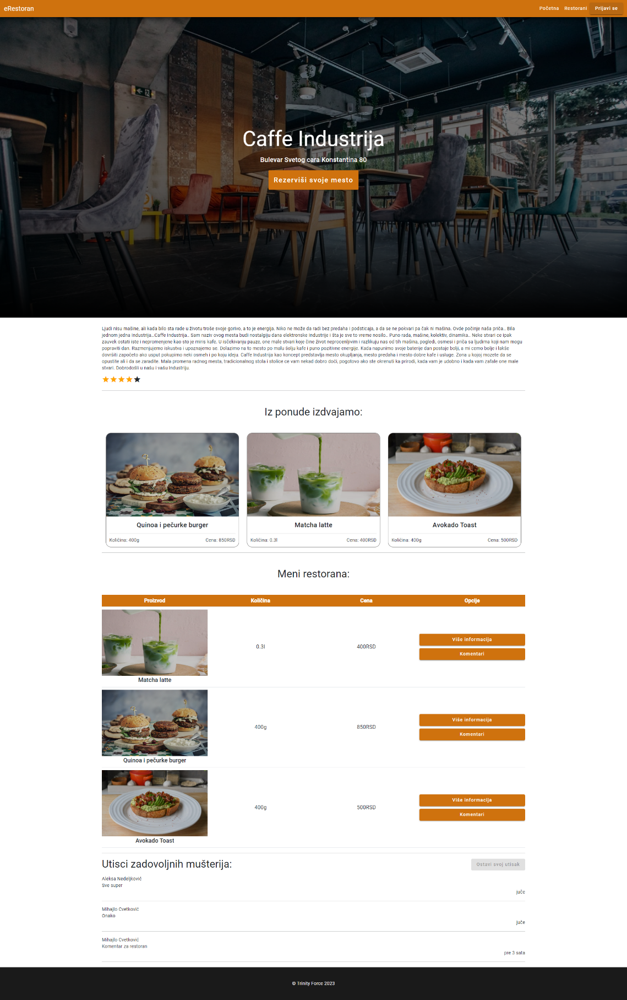 eRestoran
Početna
Restorani
Prijavi se
Caffe Industrija
Bulevar Svetog cara Konstantina 80
Rezerviši svoje mesto
Ljudi nisu mašine, ali kada bilo sta rade u životu troše svoje gorivo, a to je energija. Niko ne može da radi bez predaha i podsticaja, a da se ne pokvari pa čak ni mašina. Ovde počinje naša priča.. Bila
jednom jedna industrija...Caffe Industrija.. Sam naziv ovog mesta budi nostalgiju dana elektronske industrije i šta je sve to vreme nosilo.. Puno rada, mašine, kolektiv, dinamika.. Neke stvari ce ipak
zauvek ostati iste i nepromenjene kao sto je miris kafe. U isčekivanju pauze, one male stvari koje čine život neprocenljivim i razlikuju nas od tih mašina, pogledi, osmesi i priča sa ljudima koji nam mogu
popraviti dan. Razmenjujemo iskustva i upoznajemo se. Dolazimo na to mesto po malu šolju kafe i puno pozitivne energije. Kada napunimo svoje baterije dan postaje bolji, a mi cemo bolje i lakše
dovršiti započeto ako usput pokupimo neki osmeh i po koju ideju. Caffe Industrija kao koncept predstavlja mesto okupljanja, mesto predaha i mesto dobre kafe i usluge. Zona u kojoj mozete da se
opustite ali i da se zaradite. Mala promena radnog mesta, tradicionalnog stola i stolice ce vam nekad dobro doći, pogotovo ako ste okrenuti ka prirodi, kada vam je udobno i kada vam zafale one male
stvari. Dobrodošli u našu i vašu Industriju.
Iz ponude izdvajamo:
Quinoa i pečurke burger
Količina: 400g
Cena: 850RSD
Matcha latte
Količina: 0.3l
Cena: 400RSD
Avokado Toast
Količina: 400g
Cena: 500RSD
Meni restorana:
Proizvod
Količina
Cena
Opcije
Matcha latte
0.3l
400RSD
Više informacija
Komentari
Quinoa i pečurke burger
400g
850RSD
Više informacija
Komentari
Avokado Toast
400g
500RSD
Više informacija
Komentari
Utisci zadovoljnih mušterija:
Ostavi svoj utisak
Aleksa Nedeljković
Sve super
juče
Mihajlo Cvetković
Onako
juče
Mihajlo Cvetković
Komentar za restoran
pre 3 sata
© Trinity Force 2023